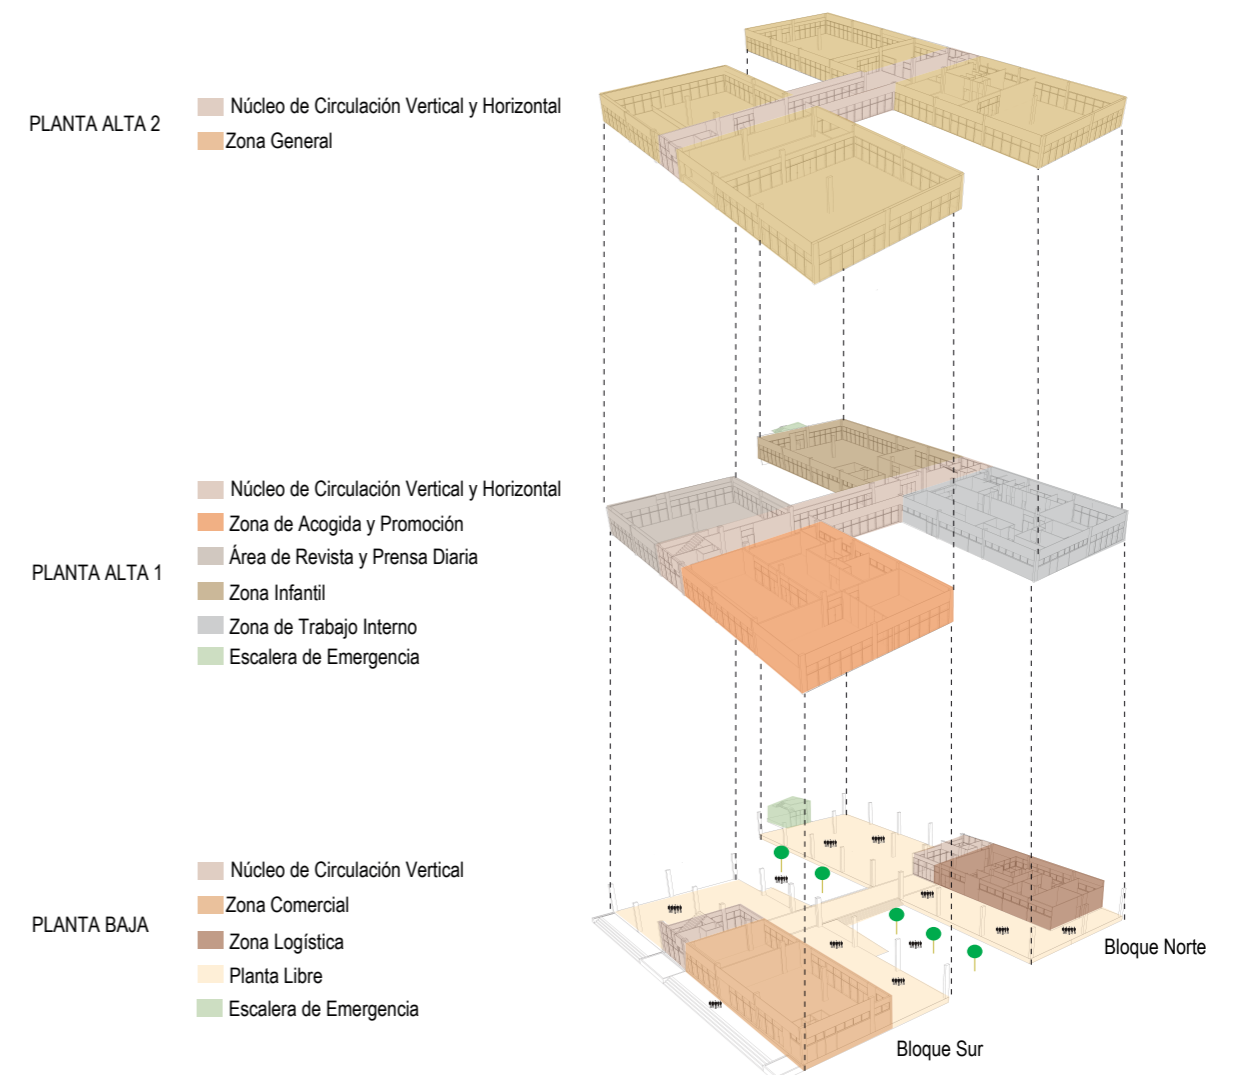 PLANTA ALTA 2
Núcleo de Circulación Vertical y Horizontal
Zona General
PLANTA ALTA 1
Núcleo de Circulación Vertical y Horizontal
Zona de Acogida y Promoción
Área de Revista y Prensa Diaria
Zona Infantil
Zona de Trabajo Interno
Escalera de Emergencia
PLANTA BAJA
Núcleo de Circulación Vertical
Zona Comercial
Zona Logística
Planta Libre
Escalera de Emergencia
Bloque Norte
Bloque Sur